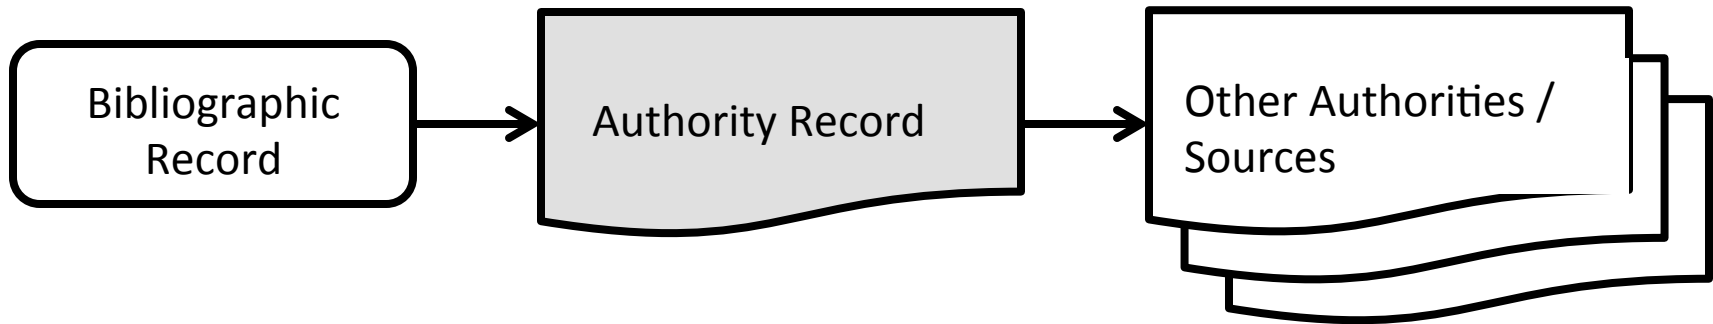 Bibliographic
Record
Authority Record
Other Authorities /
Sources